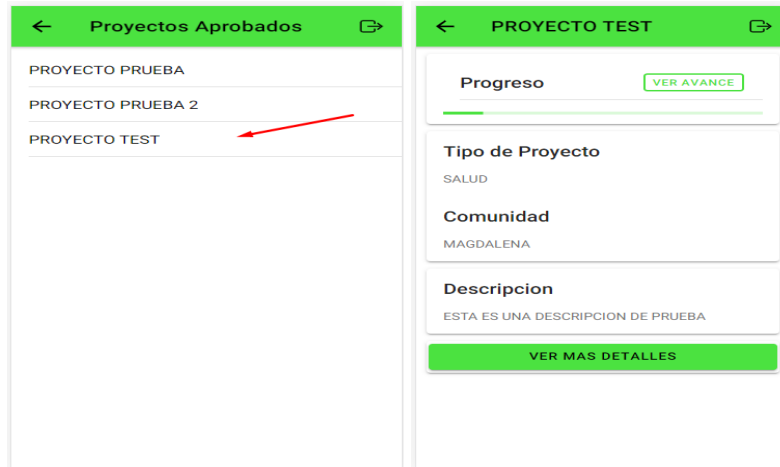 Proyectos Aprobados
PROYECTO PRUEBA
PROYECTO PRUEBA 2
PROYECTO TEST
PROYECTO TEST
Progreso
VER AVANCE
Tipo de Proyecto
SALUD
Comunidad
MAGDALENA
Descripcion
ESTA ES UNA DESCRIPCION DE PRUEBA
VER MAS DETALLES